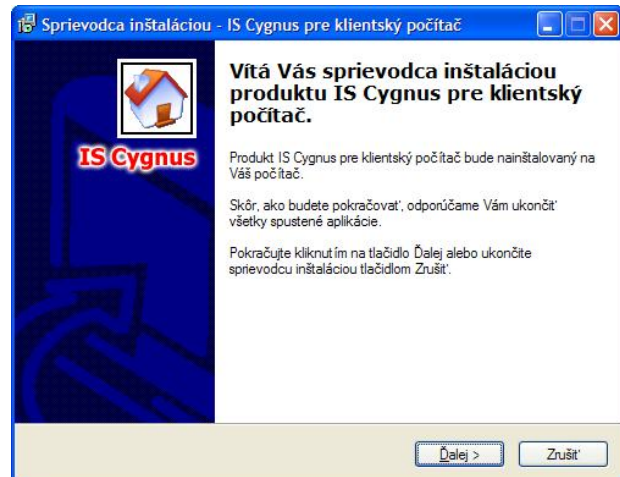 Sprievodca inštaláciou - IS Cygnus pre klientský počítač
IS Cygnus
Vítá Vás sprievodca inštaláciou
produktu IS Cygnus pre klientský
počítač.
Produkt IS Cygnus pre klientský počítač bude nainštalovaný na
Váš počítač.
Skôr, ako budete pokračovať, odporúčame Vám ukončiť
všetky spustené aplikácie.
Pokračujte kliknutím na tlačidlo Ďalej alebo ukončite
sprievodcu inštaláciou tlačidlom Zrušiť.
Ďalej >
Zrušiť